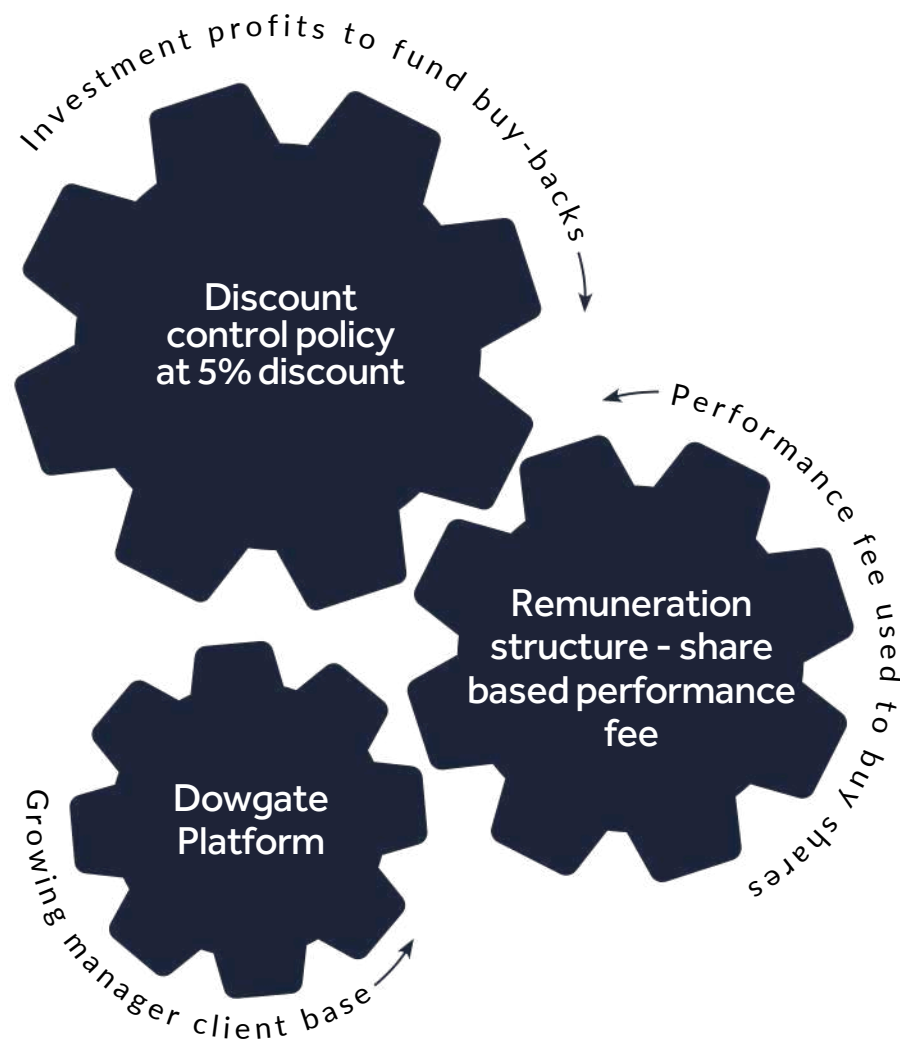 Investment profits to fund buy-backs
Discount
control policy
at 5% discount
Performance fee used to buy shares
Remuneration
structure - share
based performance
fee
Dowgate
Platform
Growing manager client base